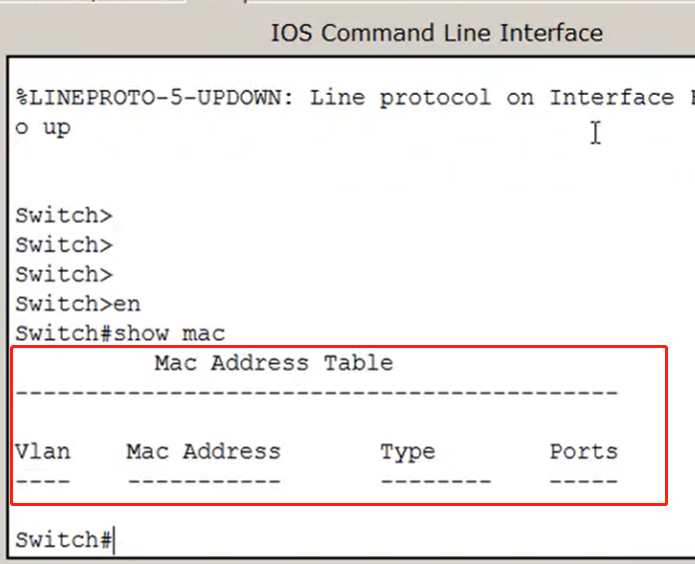 IOS Command Line Interface
%LINEPROTO-5-UPDOWN: Line protocol on Interface
o up
Switch>
Switch>
Switch>
Switch>en
Switch#show mac
Mac Address Table
-------------------------------------------
Vlan Mac Address Type Ports
---- ----------- -------- -----
Switch#